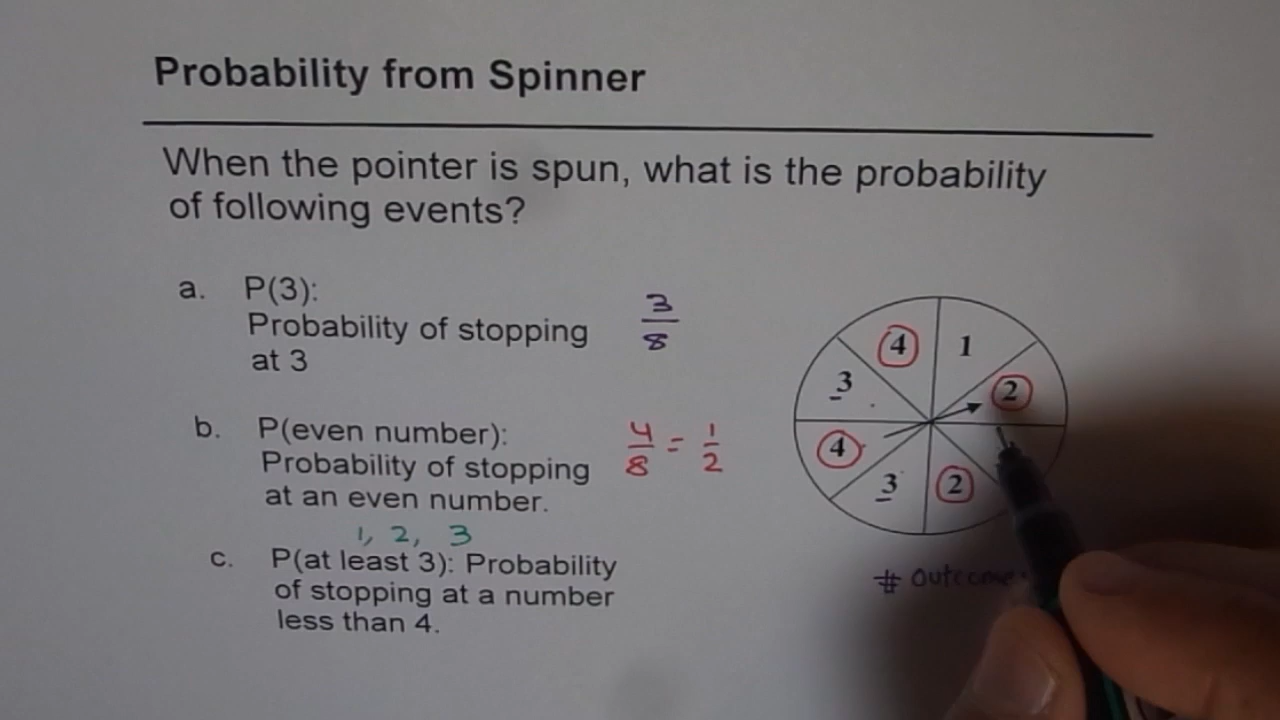 Probability from Spinner
When the pointer is spun, what is the probability
of following events?
a. P(3):
Probability of stopping
at 3
3
8
b. P(even number):
Probability of stopping
at an even number.
4/8 = 1/2
1, 2, 3
c. P(at least 3): Probability
of stopping at a number
less than 4.
4 1
3 2
4
3 2
# outcome